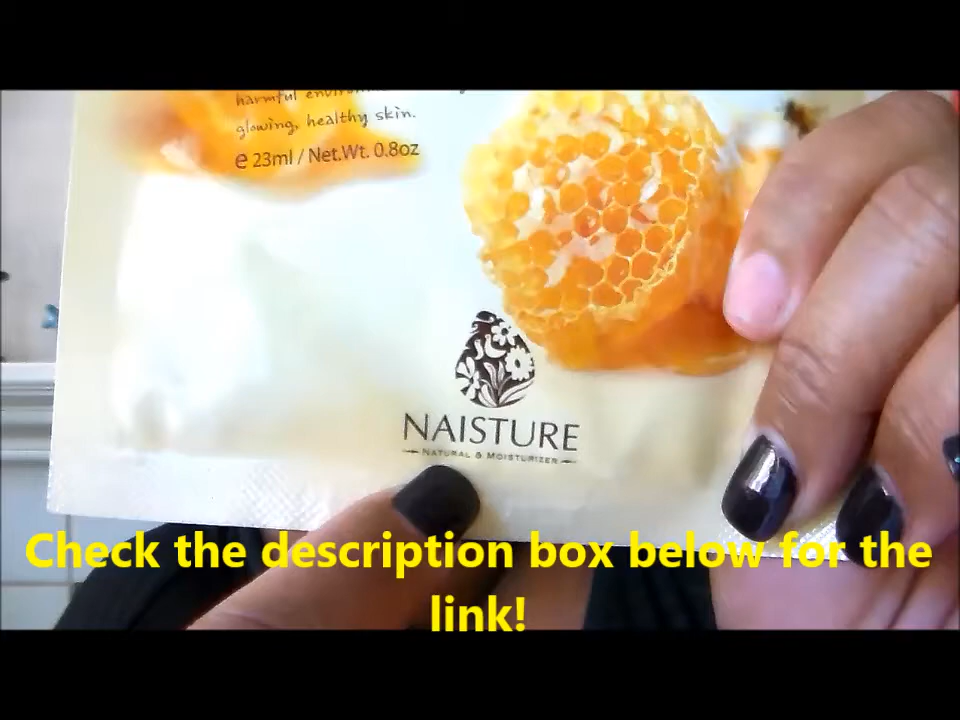 harmful
glowing, healthy skin.
e 23ml / Net.Wt. 0.8oz
NAISTURE
NATURAL & MOISTURIZER
Check the description box below for the
link!